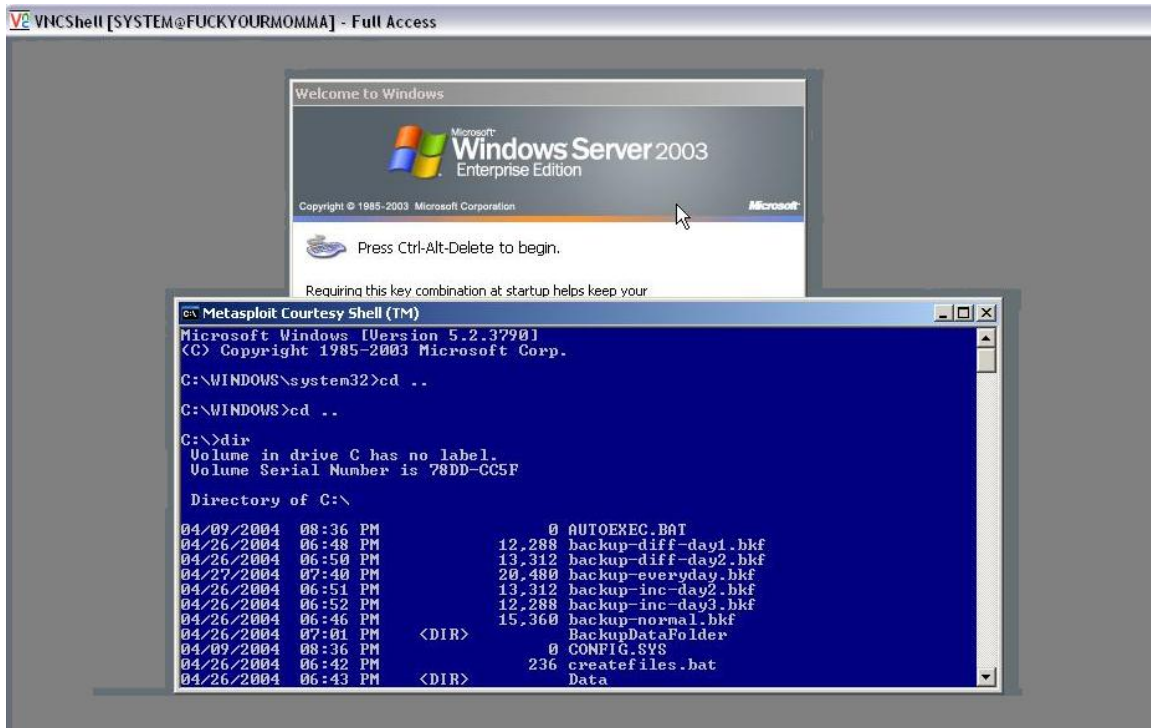 VNCShell [SYSTEM@FUCKYOURMOMMA] - Full Access
Welcome to Windows
Microsoft
Windows Server 2003
Enterprise Edition
Copyright © 1985-2003 Microsoft Corporation
Microsoft
Press Ctrl-Alt-Delete to begin.
Requiring this key combination at startup helps keep your
Metasploit Courtesy Shell (TM)
Microsoft Windows [Version 5.2.3790]
(C) Copyright 1985-2003 Microsoft Corp.
C:\WINDOWS\system32>cd ..
C:\WINDOWS>cd ..
C:\>dir
Volume in drive C has no label.
Volume Serial Number is 78DD-CC5F
Directory of C:\
04/09/2004 08:36 PM 0 AUTOEXEC.BAT
04/26/2004 06:48 PM 12,288 backup-diff-day1.bkf
04/26/2004 06:50 PM 13,312 backup-diff-day2.bkf
04/27/2004 07:40 PM 20,480 backup-everyday.bkf
04/26/2004 06:51 PM 13,312 backup-inc-day2.bkf
04/26/2004 06:52 PM 12,288 backup-inc-day3.bkf
04/26/2004 06:46 PM 15,360 backup-normal.bkf
04/26/2004 07:01 PM <DIR> BackupDataFolder
04/09/2004 08:36 PM 0 CONFIG.SYS
04/26/2004 06:42 PM 236 createfiles.bat
04/26/2004 06:43 PM <DIR> Data